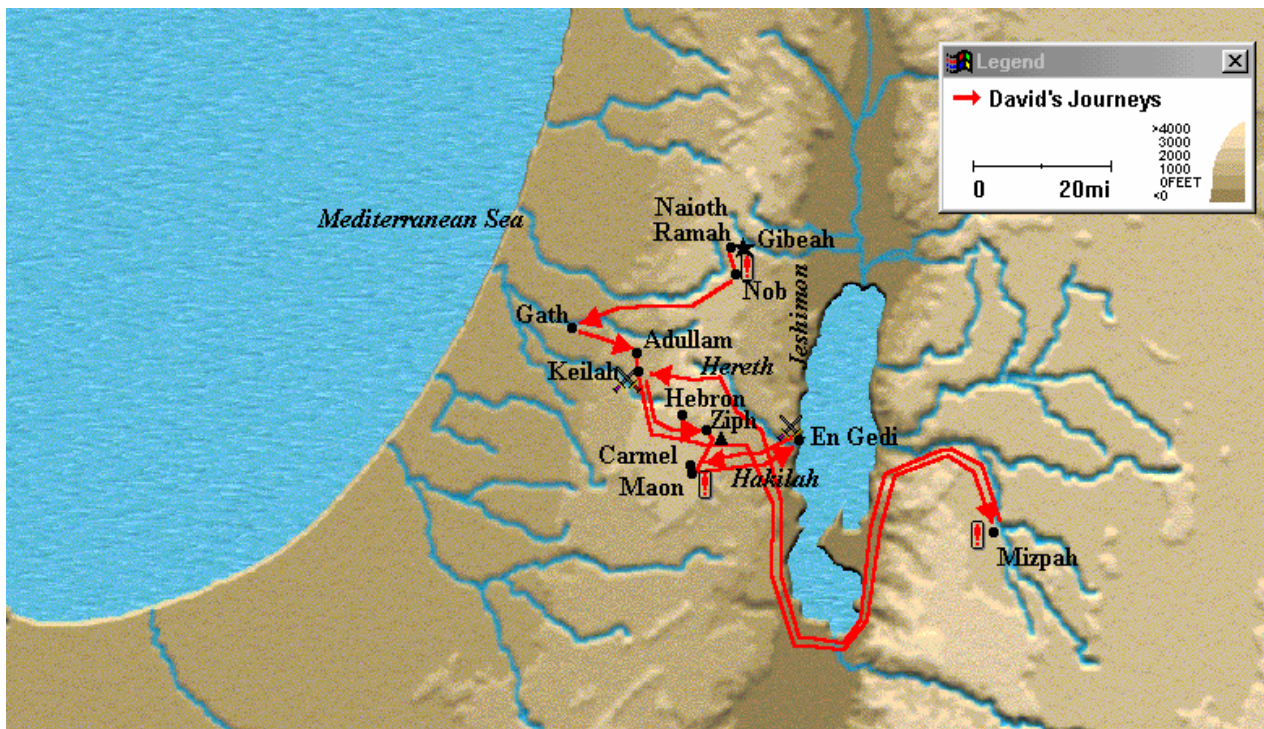 Legend
David's Journeys
>4000
3000
2000
1000
0FEET
<0
0 20mi
Mediterranean Sea
Naioth
Ramah
Gibeah
Nob
Jeshimon
Gath
Adullam
Keilah
Hereth
Hebron
Ziph
En Gedi
Carmel
Maon
Hakilah
Mizpah